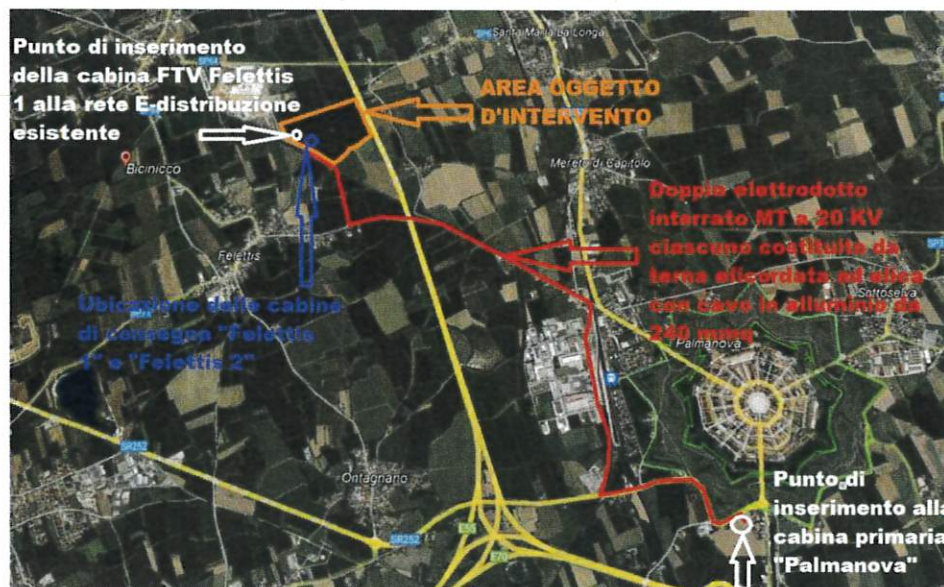 Punto di inserimento
della cabina FTV Felettis
1 alla rete E-distribuzione
esistente
Santa Maria La Longa
AREA OGGETTO
D'INTERVENTO
Bicinicco
Mereto di Capitolo
Doppio elettrodotto
interrato MT a 20 KV
ciascuno costituito da
terna elicordata ad elica
con cavo in alluminio da
240 mmq
Felettis
Sottoselva
Ubicazione delle cabine
di consegna "Felettis
1" e "Felettis 2"
Palmanova
SR252
Ontagnano
SR252
E55
E70
Punto di
inserimento alla
cabina primaria
"Palmanova"